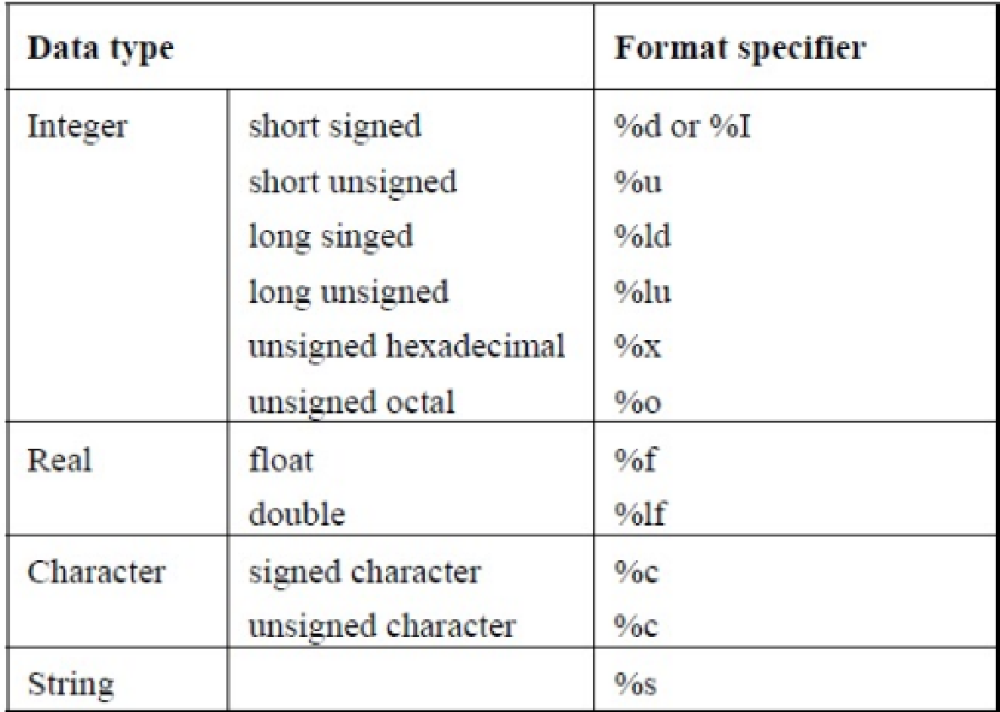 Data type Format specifier
Integer short signed %d or %I
short unsigned %u
long singed %ld
long unsigned %lu
unsigned hexadecimal %x
unsigned octal %o
Real float %f
double %lf
Character signed character %c
unsigned character %c
String %s